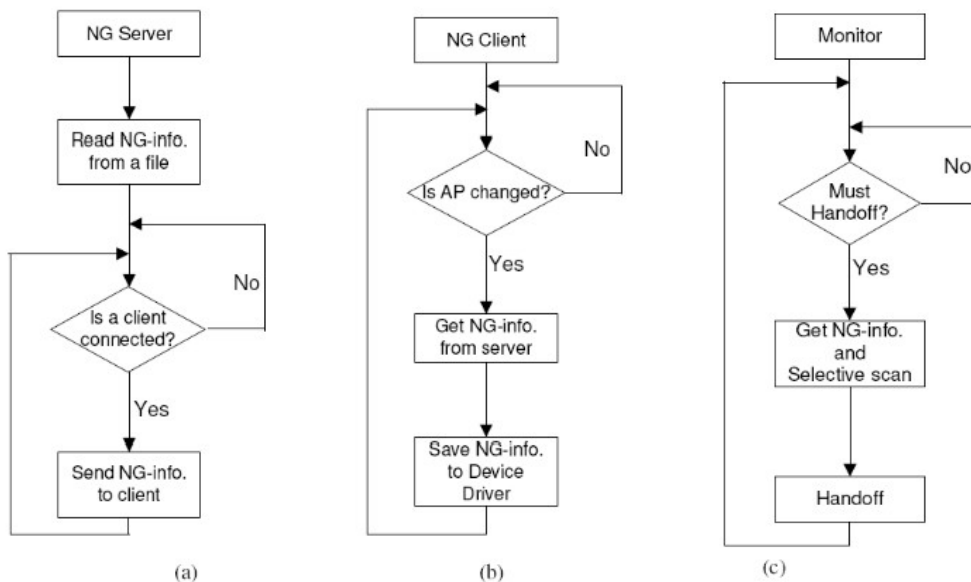 NG Server
Read NG-info.
from a file
No
Is a client
connected?
Yes
Send NG-info.
to client
(a)
NG Client
No
Is AP changed?
Yes
Get NG-info.
from server
Save NG-info.
to Device
Driver
(b)
Monitor
No
Must
Handoff?
Yes
Get NG-info.
and
Selective scan
Handoff
(c)